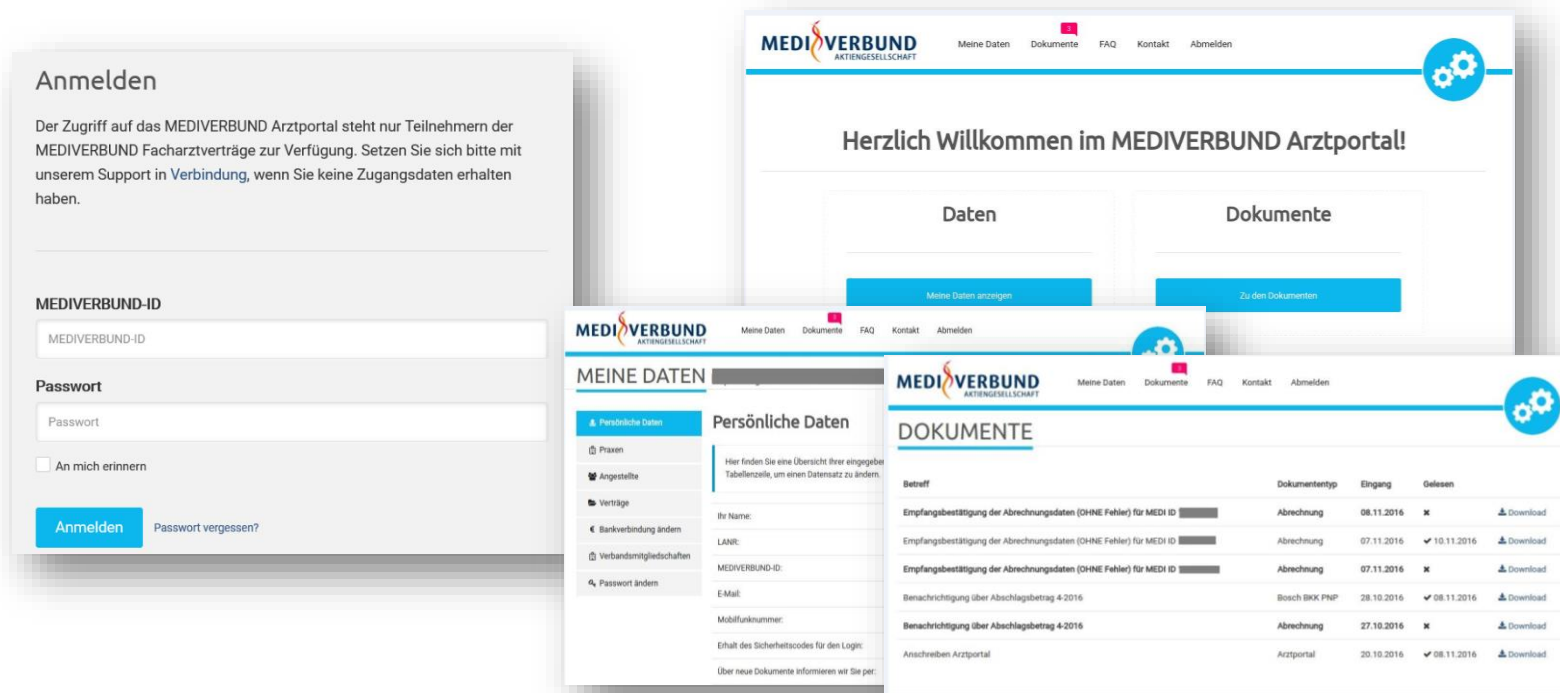 Anmelden
Der Zugriff auf das MEDIVERBUND Arztportal steht nur Teilnehmern der
MEDIVERBUND Facharztverträge zur Verfügung. Setzen Sie sich bitte mit
unserem Support in Verbindung, wenn Sie keine Zugangsdaten erhalten
haben.
MEDIVERBUND-ID
MEDIVERBUND-ID
Passwort
Passwort
An mich erinnern
Anmelden Passwort vergessen?
3
MEDIVERBUND Meine Daten Dokumente FAQ Kontakt Abmelden
AKTIENGESELLSCHAFT
Herzlich Willkommen im MEDIVERBUND Arztportal!
Daten Dokumente
Meine Daten anzeigen Zu den Dokumenten
3
MEDIVERBUND Meine Daten Dokumente FAQ Kontakt Abmelden
AKTIENGESELLSCHAFT
MEINE DATEN
Persönliche Daten
Praxen
Angestellte
Verträge
Bankverbindung ändern
Verbandsmitgliedschaften
Passwort ändern
Persönliche Daten
Hier finden Sie eine Übersicht Ihrer eingegeben
Tabellenzeile, um einen Datensatz zu ändern.
Ihr Name:
LANR:
MEDIVERBUND-ID:
E-Mail:
Mobilfunknummer:
Erhalt des Sicherheitscodes für den Login:
Über neue Dokumente informieren wir Sie per:
3
MEDIVERBUND Meine Daten Dokumente FAQ Kontakt Abmelden
AKTIENGESELLSCHAFT
DOKUMENTE
Betreff Dokumententyp Eingang Gelesen
Empfangsbestätigung der Abrechnungsdaten (OHNE Fehler) für MEDI ID Abrechnung 08.11.2016 Download
Empfangsbestätigung der Abrechnungsdaten (OHNE Fehler) für MEDI ID Abrechnung 07.11.2016 10.11.2016 Download
Empfangsbestätigung der Abrechnungsdaten (OHNE Fehler) für MEDI ID Abrechnung 07.11.2016 Download
Benachrichtigung über Abschlagsbetrag 4-2016 Bosch BKK PNP 28.10.2016 08.11.2016 Download
Benachrichtigung über Abschlagsbetrag 4-2016 Abrechnung 27.10.2016 Download
Anschreiben Arztportal Arztportal 20.10.2016 08.11.2016 Download